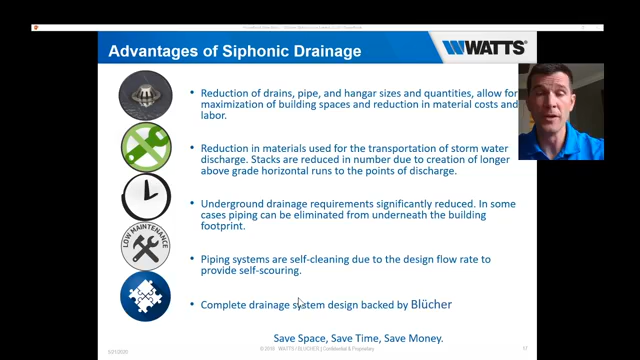 Advantages of Siphonic Drainage
WATTS®
• Reduction of drains, pipe, and hangar sizes and quantities, allow for
maximization of building spaces and reduction in material costs and
labor.
• Reduction in materials used for the transportation of storm water
discharge. Stacks are reduced in number due to creation of longer
above grade horizontal runs to the points of discharge.
• Underground drainage requirements significantly reduced. In some
cases piping can be eliminated from underneath the building
footprint.
LOW MAINTENANCE
• Piping systems are self-cleaning due to the design flow rate to
provide self-scouring.
• Complete drainage system design backed by Blücher
Save Space, Save Time, Save Money.
5/21/2020
© 2018 WATTS / BLUCHER | Confidential & Proprietary
17